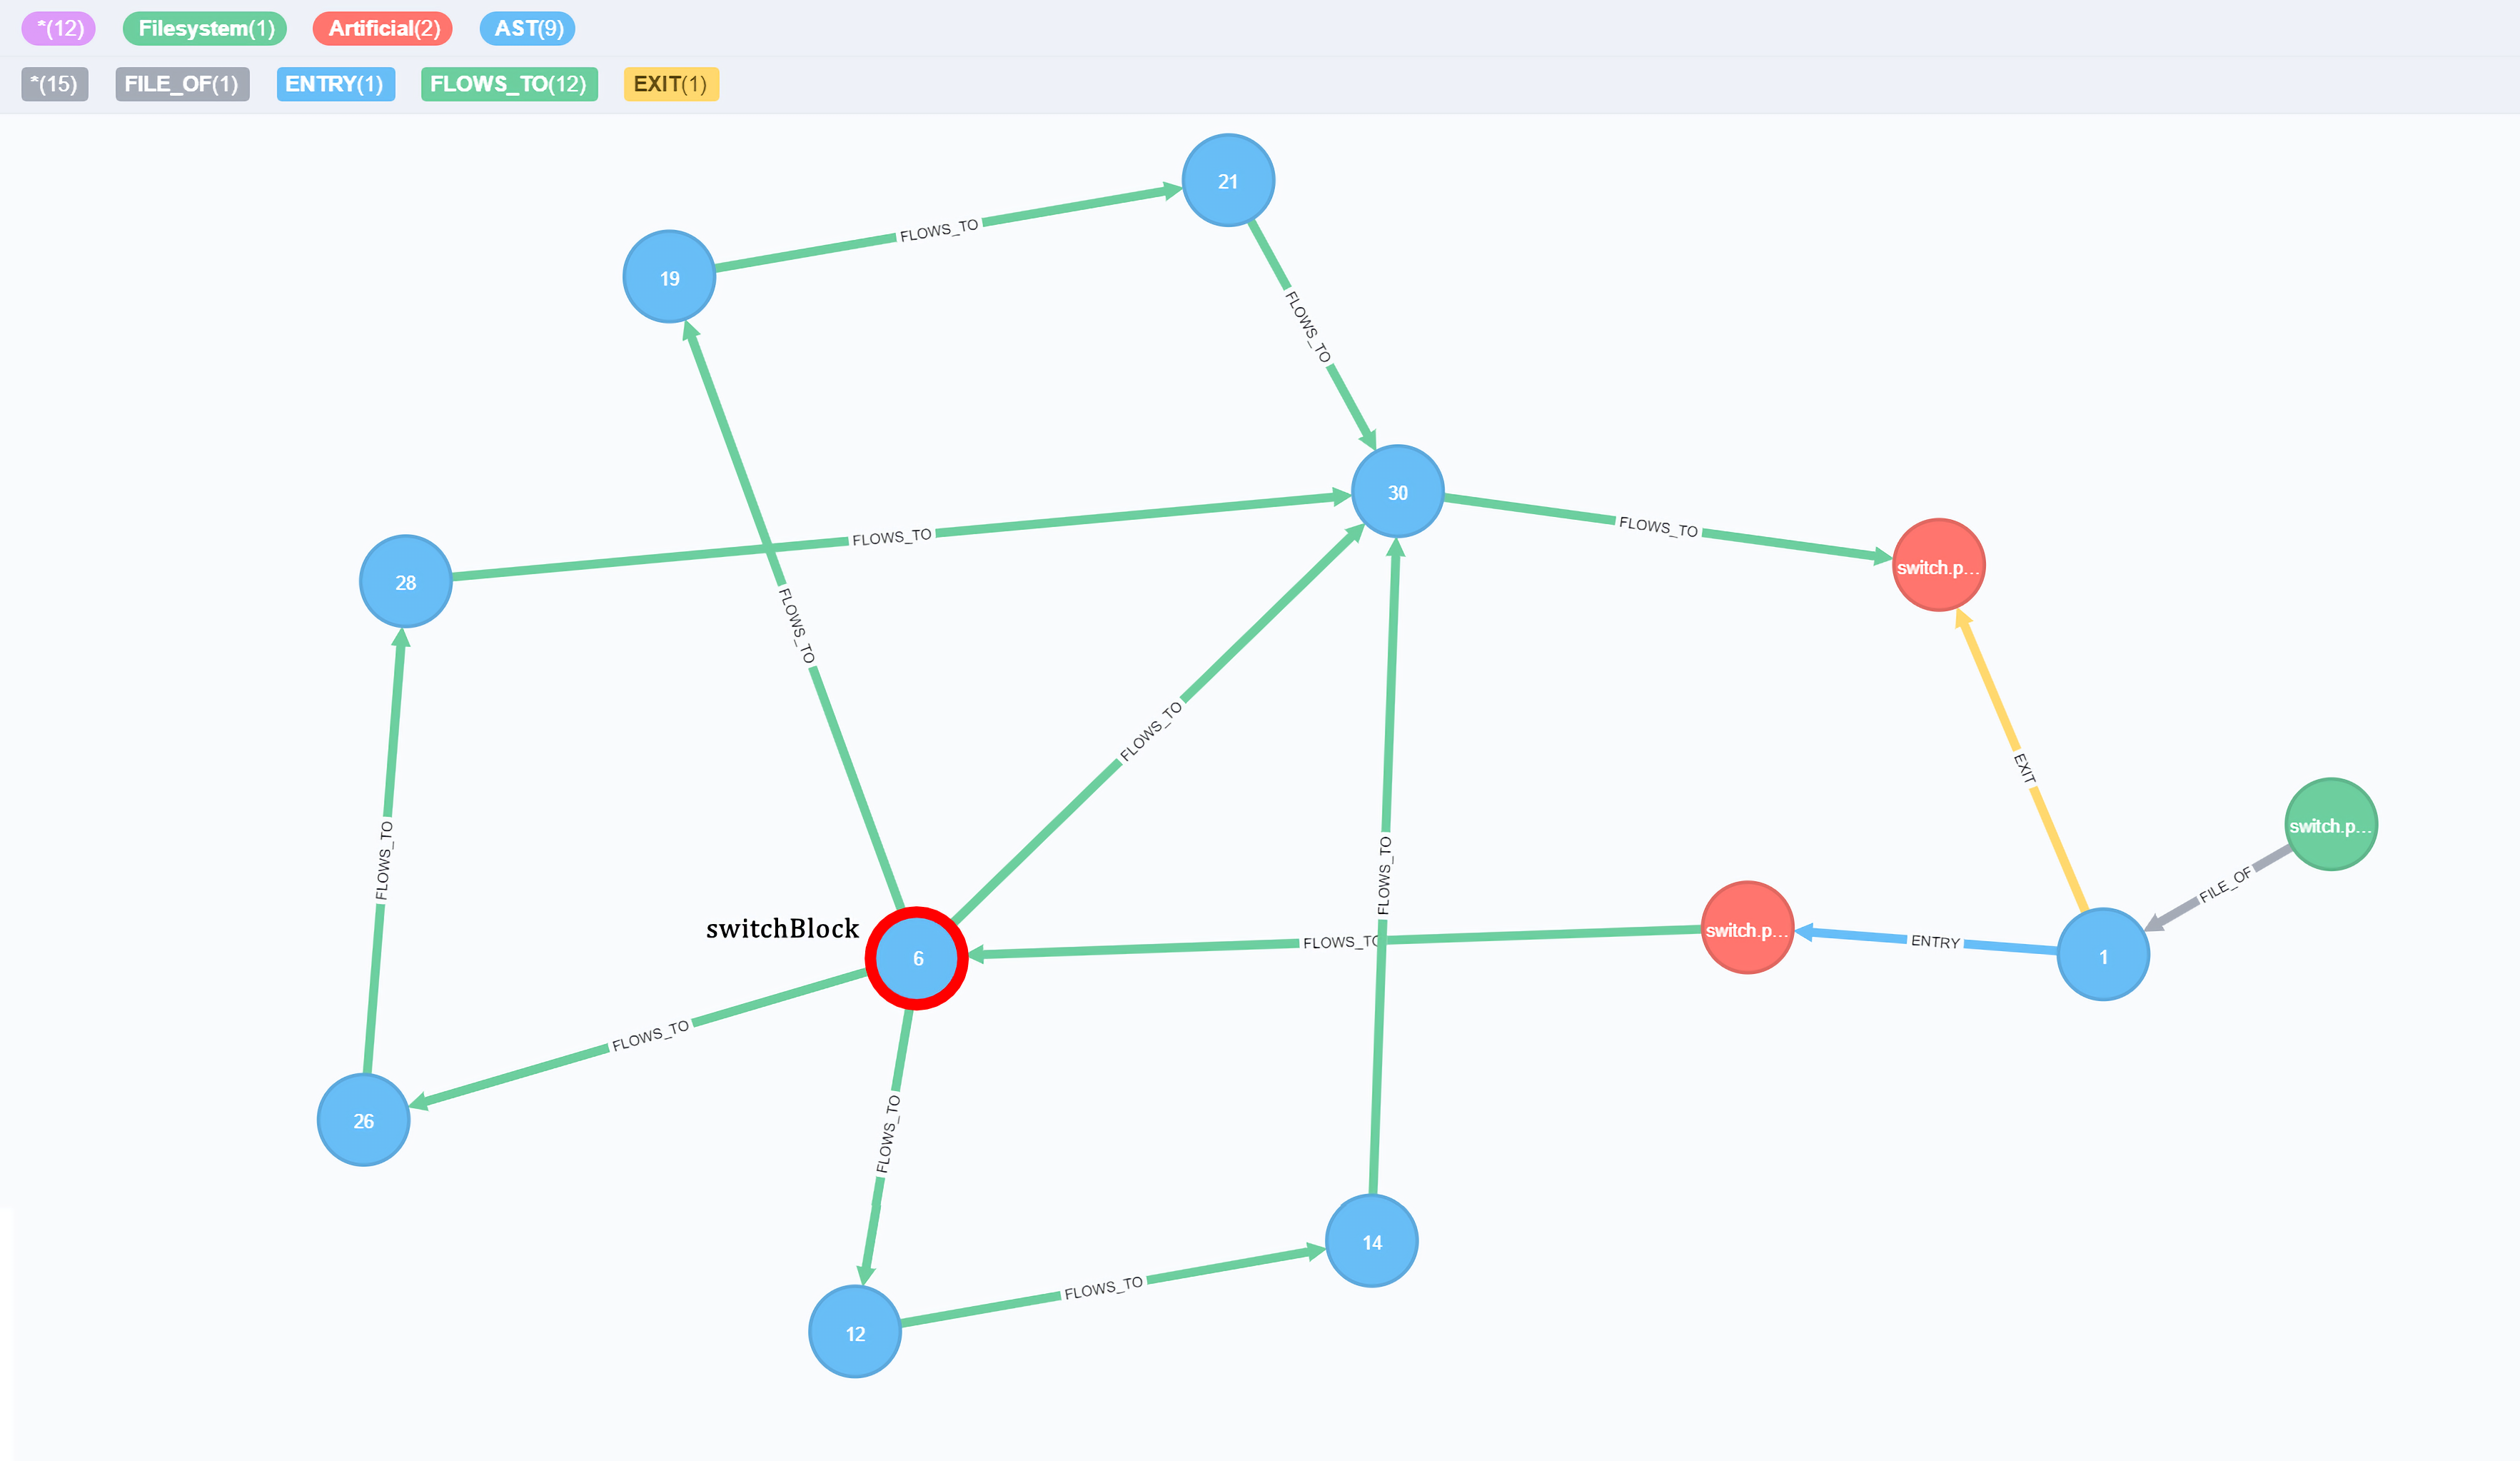 *(12) Filesystem(1) Artificial(2) AST(9)
*(15) FILE_OF(1) ENTRY(1) FLOWS_TO(12) EXIT(1)
21
FLOWS_TO
19
FLOWS_TO
30
FLOWS_TO
FLOWS_TO
switch.p...
28
FLOWS_TO
FLOWS_TO
EXIT
switch.p...
FLOWS_TO
FLOWS_TO
FILE_OF
switchBlock
6
FLOWS_TO
switch.p...
ENTRY
1
FLOWS_TO
26
FLOWS_TO
14
FLOWS_TO
12